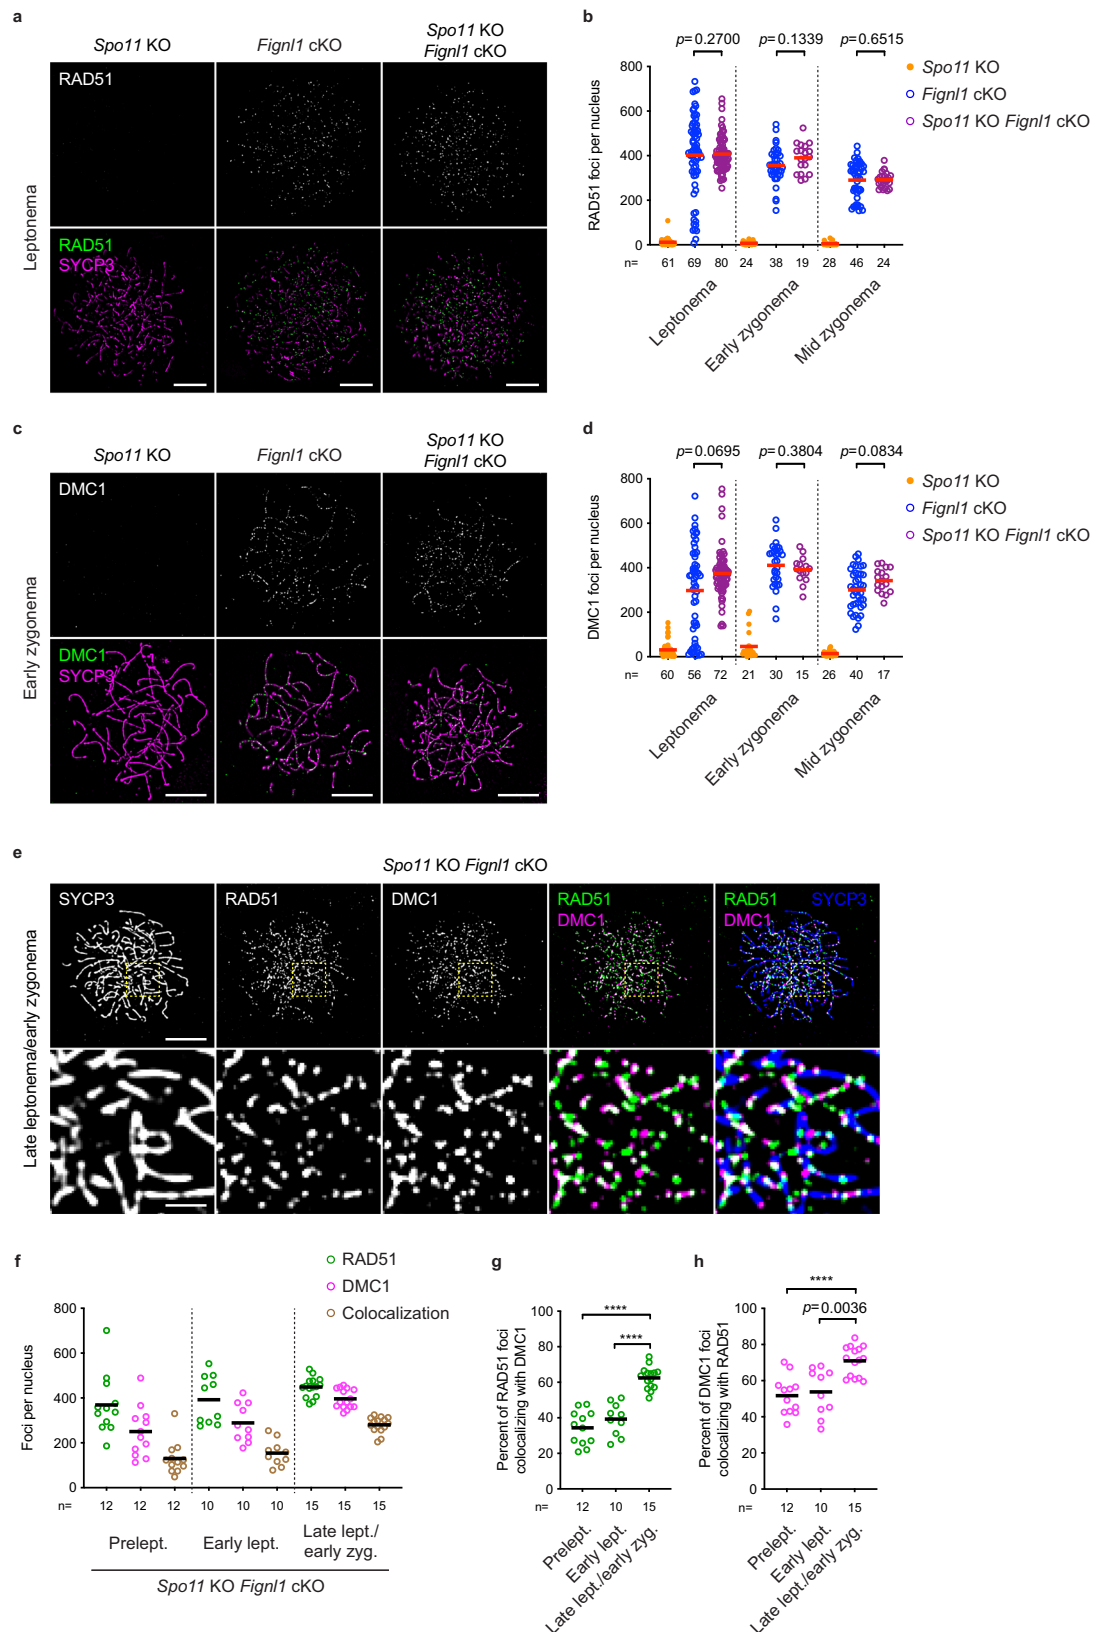 a
Spo11 KO
Fignl1 cKO
Spo11 KO
Fignl1 cKO
Leptonema
RAD51
RAD51
SYCP3
b
p= 0.2700
p= 0.1339
p= 0.6515
Spo11 KO
Fignl1 cKO
Spo11 KO Fignl1 cKO
RAD51 foci per nucleus
800
600
400
200
0
n= 61 69 80 24 38 19 28 46 24
Leptonema
Early zygonema
Mid zygonema
c
Spo11 KO
Fignl1 cKO
Spo11 KO
Fignl1 cKO
Early zygonema
DMC1
DMC1
SYCP3
d
p= 0.0695
p= 0.3804
p= 0.0834
Spo11 KO
Fignl1 cKO
Spo11 KO Fignl1 cKO
DMC1 foci per nucleus
800
600
400
200
0
n= 60 56 72 21 30 15 26 40 17
Leptonema
Early zygonema
Mid zygonema
e
Spo11 KO Fignl1 cKO
Late leptonema/early zygonema
SYCP3
RAD51
DMC1
RAD51
DMC1
RAD51 SYCP3
DMC1
f
RAD51
DMC1
Colocalization
Foci per nucleus
800
600
400
200
0
n= 12 12 12 10 10 10 15 15 15
Prelept.
Early lept.
Late lept./
early zyg.
Spo11 KO Fignl1 cKO
g
****
****
Percent of RAD51 foci
colocalizing with DMC1
100
80
60
40
20
0
n= 12 10 15
Prelept.
Early lept.
Late lept./early zyg.
h
****
p= 0.0036
Percent of DMC1 foci
colocalizing with RAD51
100
80
60
40
20
0
n= 12 10 15
Prelept.
Early lept.
Late lept./early zyg.